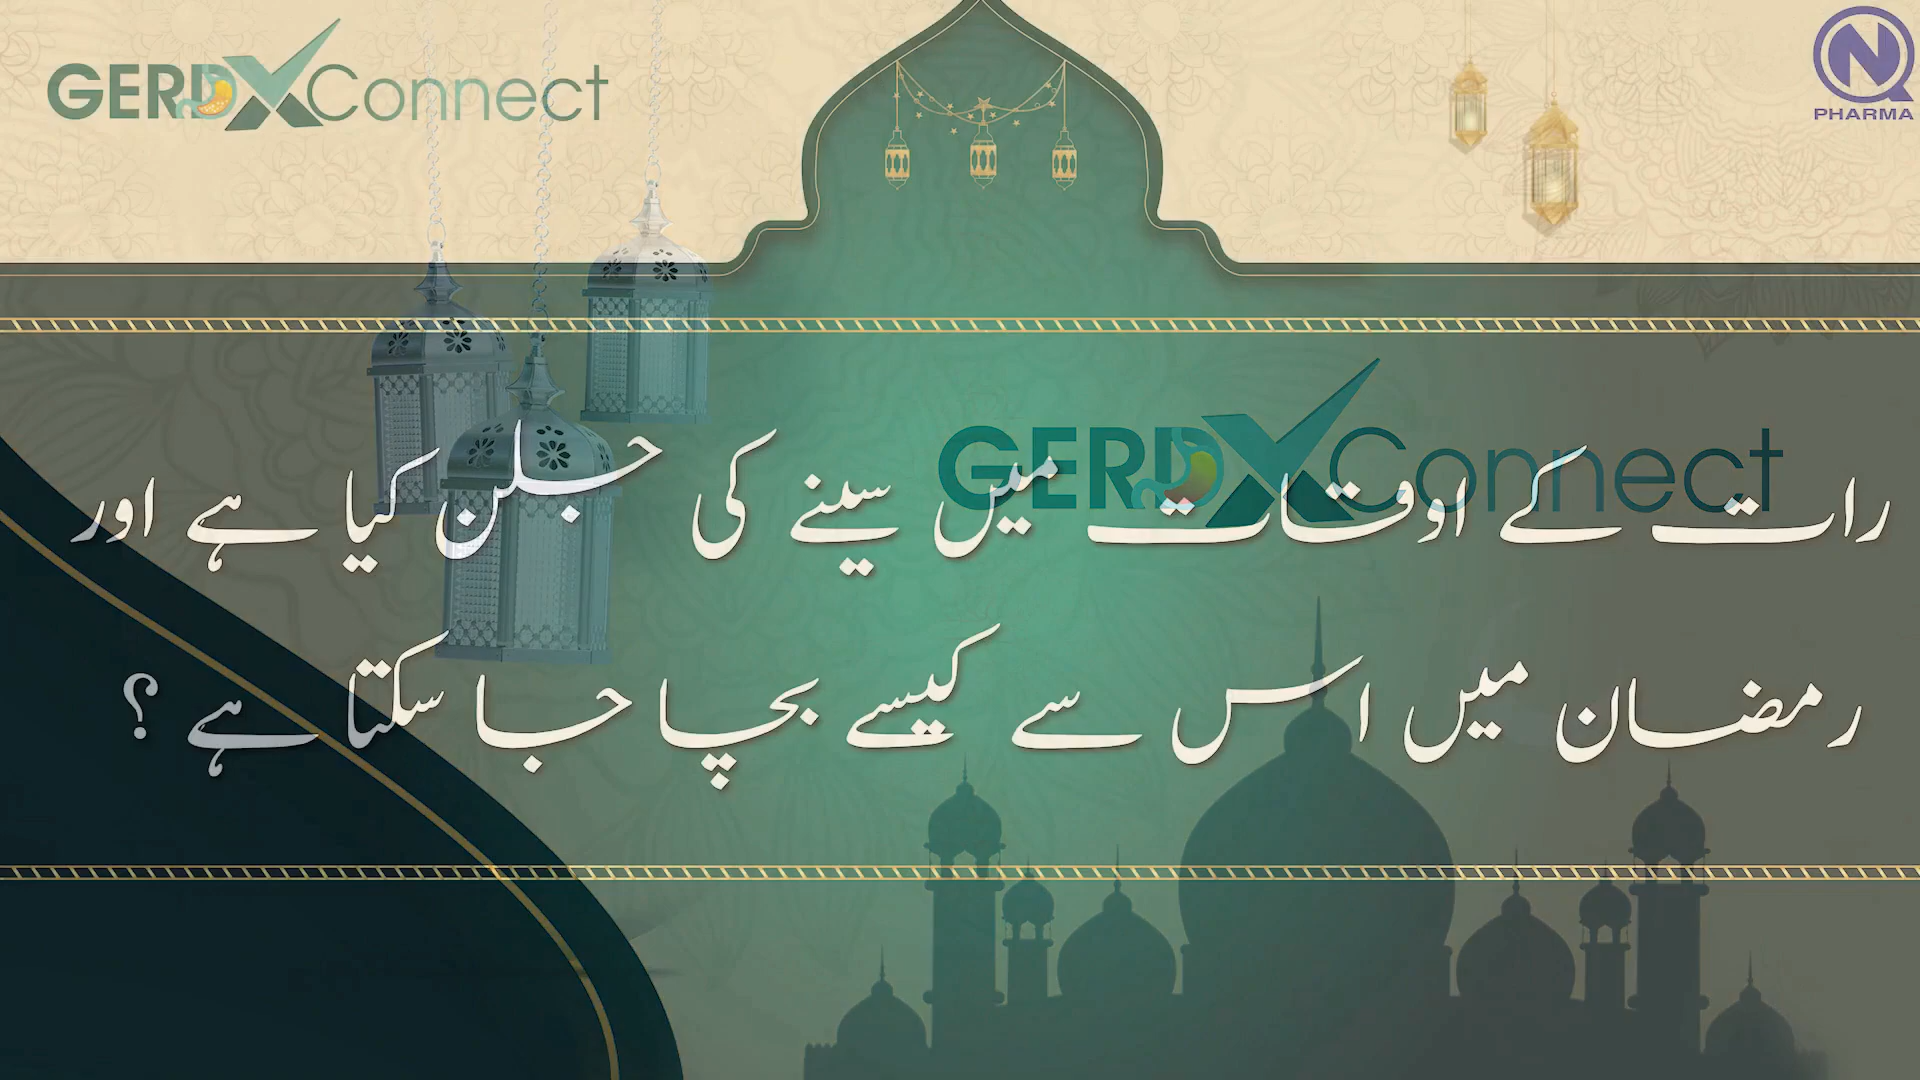 GERDXConnect
NQ
PHARMA
GERDXConnect
رات کے اوقات میں سینے کی جلن کیا ہے اور
رمضان میں اس سے کیسے بچا جا سکتا ہے ؟